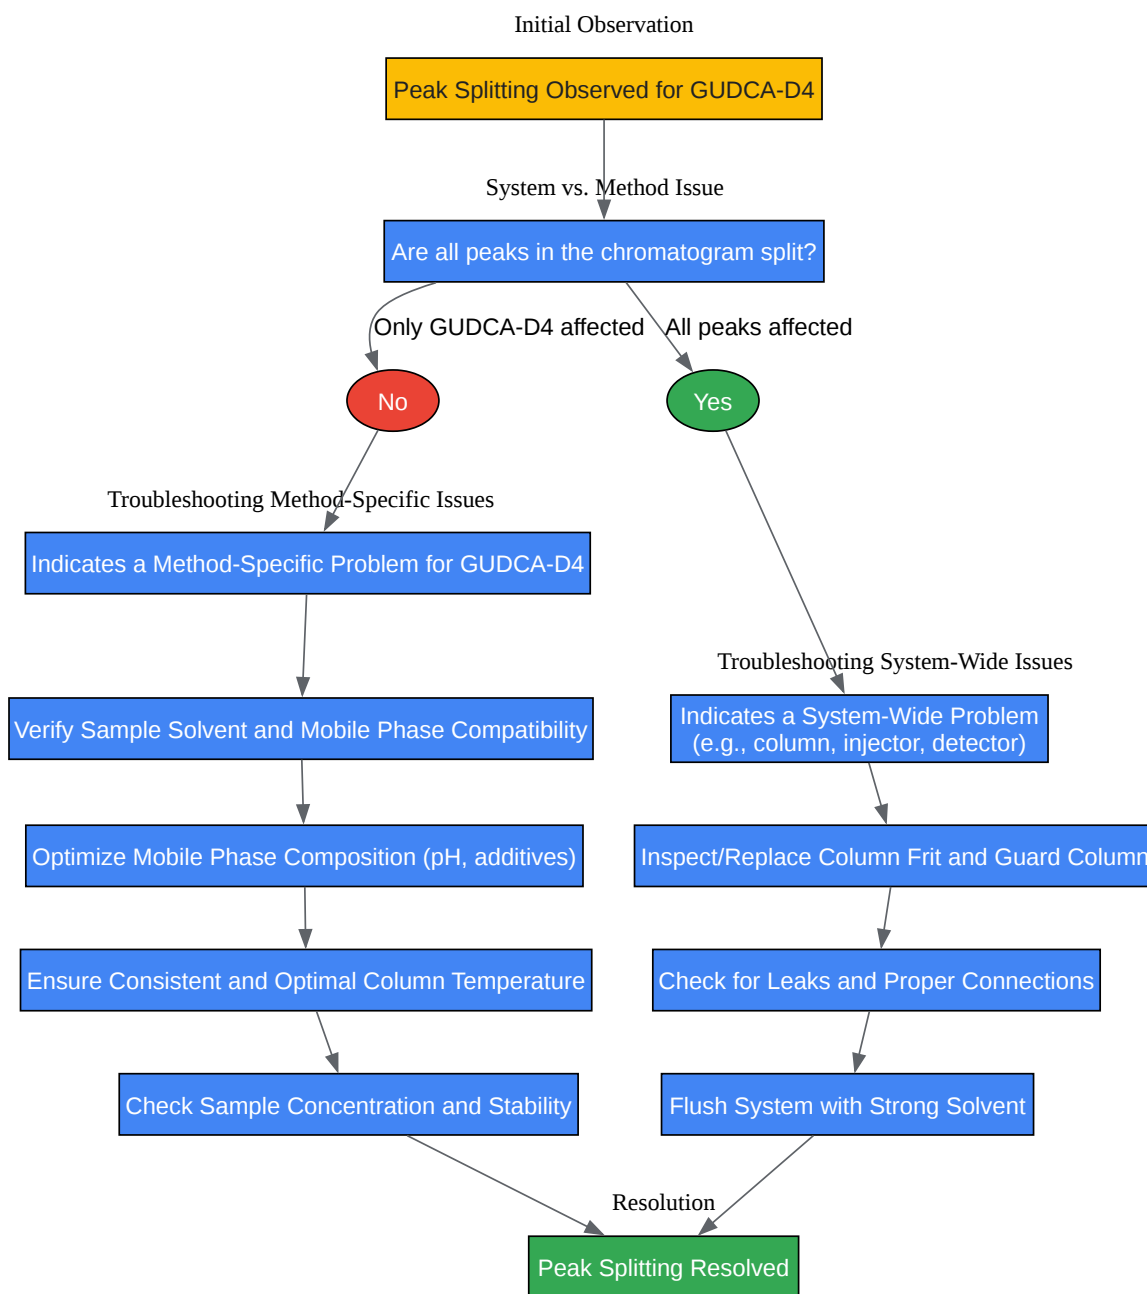 Initial Observation
Peak Splitting Observed for GUDCA-D4
System vs. Method Issue
Are all peaks in the chromatogram split?
Only GUDCA-D4 affected
All peaks affected
No
Yes
Troubleshooting Method-Specific Issues
Indicates a Method-Specific Problem for GUDCA-D4
Verify Sample Solvent and Mobile Phase Compatibility
Optimize Mobile Phase Composition (pH, additives)
Ensure Consistent and Optimal Column Temperature
Check Sample Concentration and Stability
Troubleshooting System-Wide Issues
Indicates a System-Wide Problem
(e.g., column, injector, detector)
Inspect/Replace Column Frit and Guard Column
Check for Leaks and Proper Connections
Flush System with Strong Solvent
Resolution
Peak Splitting Resolved